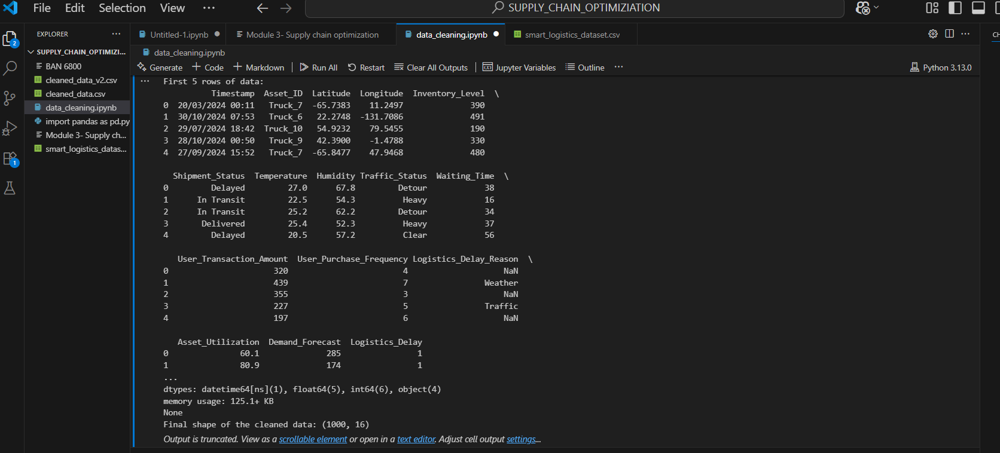 File Edit Selection View ... SUPPLY_CHAIN_OPTIMIZIATION
EXPLORER ... Untitled-1.ipynb Module 3- Supply chain optimization data_cleaning.ipynb smart_logistics_dataset.csv ... CH
2
SUPPLY_CHAIN_OPTIMIZI... data_cleaning.ipynb
BAN 6800 Generate + Code + Markdown Run All Restart Clear All Outputs Jupyter Variables Outline ... Python 3.13.0
cleaned_data_v2.csv
cleaned_data.csv
data_cleaning.ipynb
import pandas as pd.py
Module 3- Supply ch...
smart_logistics_datas...
1
... First 5 rows of data:
Timestamp Asset_ID Latitude Longitude Inventory_Level \
0 20/03/2024 00:11 Truck_7 -65.7383 11.2497 390
1 30/10/2024 07:53 Truck_6 22.2748 -131.7086 491
2 29/07/2024 18:42 Truck_10 54.9232 79.5455 190
3 28/10/2024 00:50 Truck_9 42.3900 -1.4788 330
4 27/09/2024 15:52 Truck_7 -65.8477 47.9468 480
Shipment_Status Temperature Humidity Traffic_Status Waiting_Time \
0 Delayed 27.0 67.8 Detour 38
1 In Transit 22.5 54.3 Heavy 16
2 In Transit 25.2 62.2 Detour 34
3 Delivered 25.4 52.3 Heavy 37
4 Delayed 20.5 57.2 Clear 56
User_Transaction_Amount User_Purchase_Frequency Logistics_Delay_Reason \
0 320 4 NaN
1 439 7 Weather
2 355 3 NaN
3 227 5 Traffic
4 197 6 NaN
Asset_Utilization Demand_Forecast Logistics_Delay
0 60.1 285 1
1 80.9 174 1
...
dtypes: datetime64[ns](1), float64(5), int64(6), object(4)
memory usage: 125.1+ KB
None
Final shape of the cleaned data: (1000, 16)
Output is truncated. View as a scrollable element or open in a text editor. Adjust cell output settings...